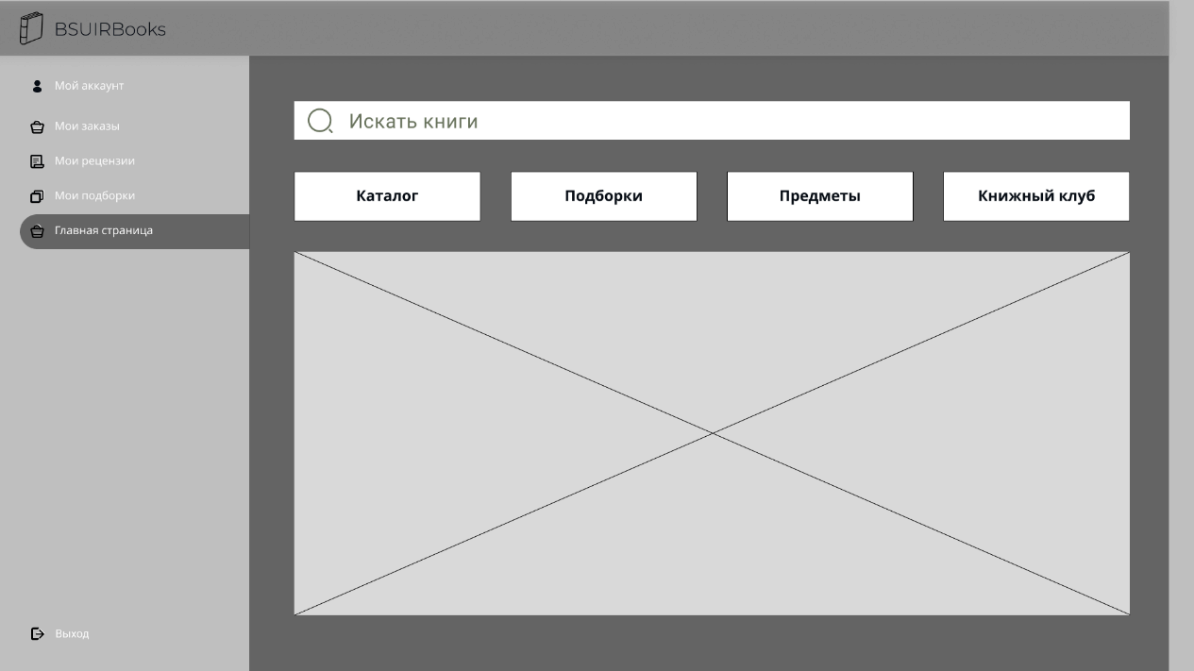 BSUIRBooks
Мой аккаунт
Мои заказы
Мои рецензии
Мои подборки
Главная страница
Выход
Искать книги
Каталог
Подборки
Предметы
Книжный клуб